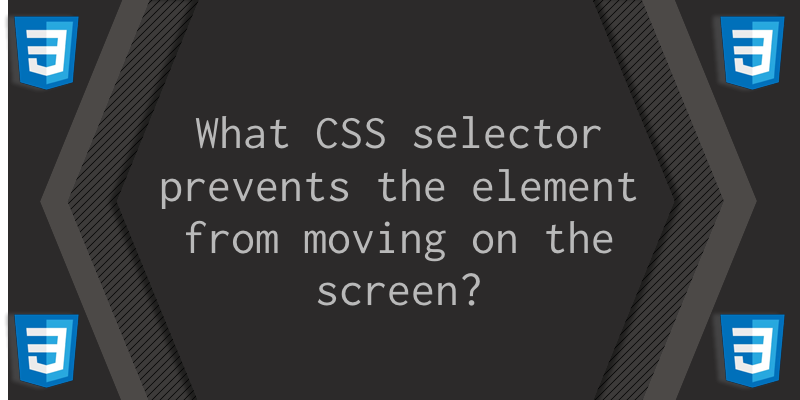 What CSS selector
prevents the element
from moving on the
screen?